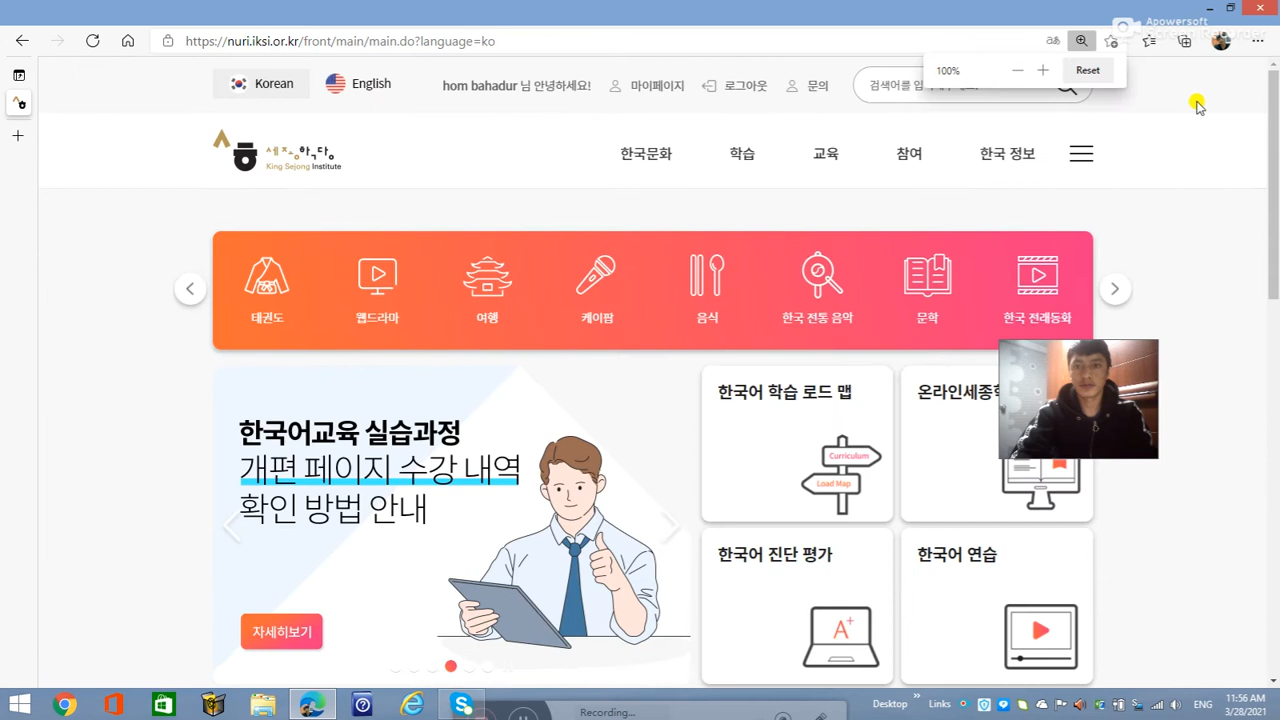 Apowersoft
Screen Recorder
https://nuri.iksi.or.kr/front/main/main.do?language=ko
100%
Reset
Korean
English
hom bahadur 님 안녕하세요!
마이페이지
로그아웃
문의
세종학당
King Sejong Institute
한국문화
학습
교육
참여
한국 정보
태권도
웹드라마
여행
케이팝
음식
한국 전통 음악
문학
한국 전래동화
한국어교육 실습과정
개편 페이지 수강 내역
확인 방법 안내
자세히보기
한국어 학습 로드 맵
Curriculum
Load Map
한국어 진단 평가
A+
한국어 연습
Recording...
Desktop
Links
ENG
11:56 AM
3/28/2021